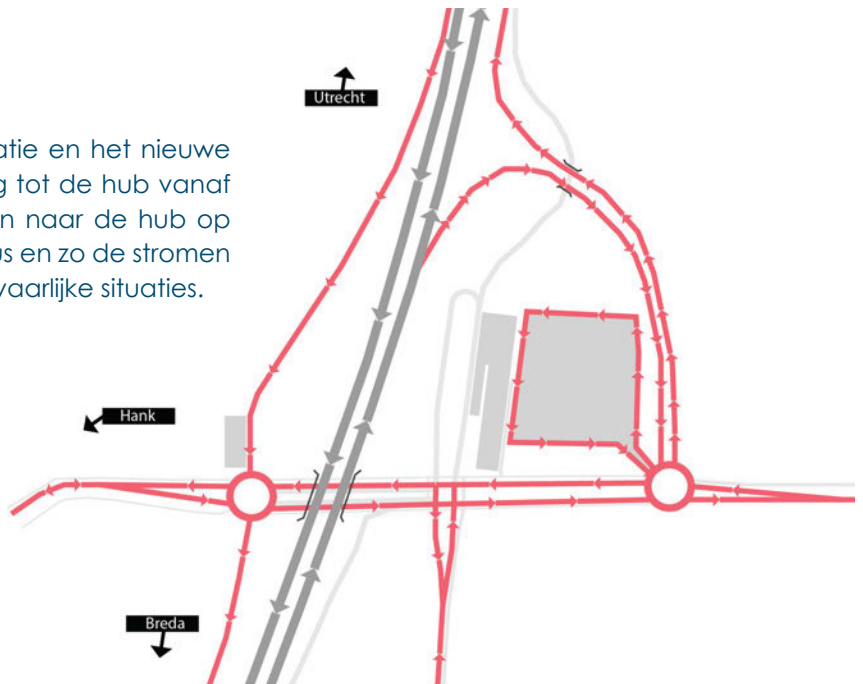 Utrecht
atie en het nieuwe
g tot de hub vanaf
n naar de hub op
us en zo de stromen
vaarlijke situaties.
Hank
Breda